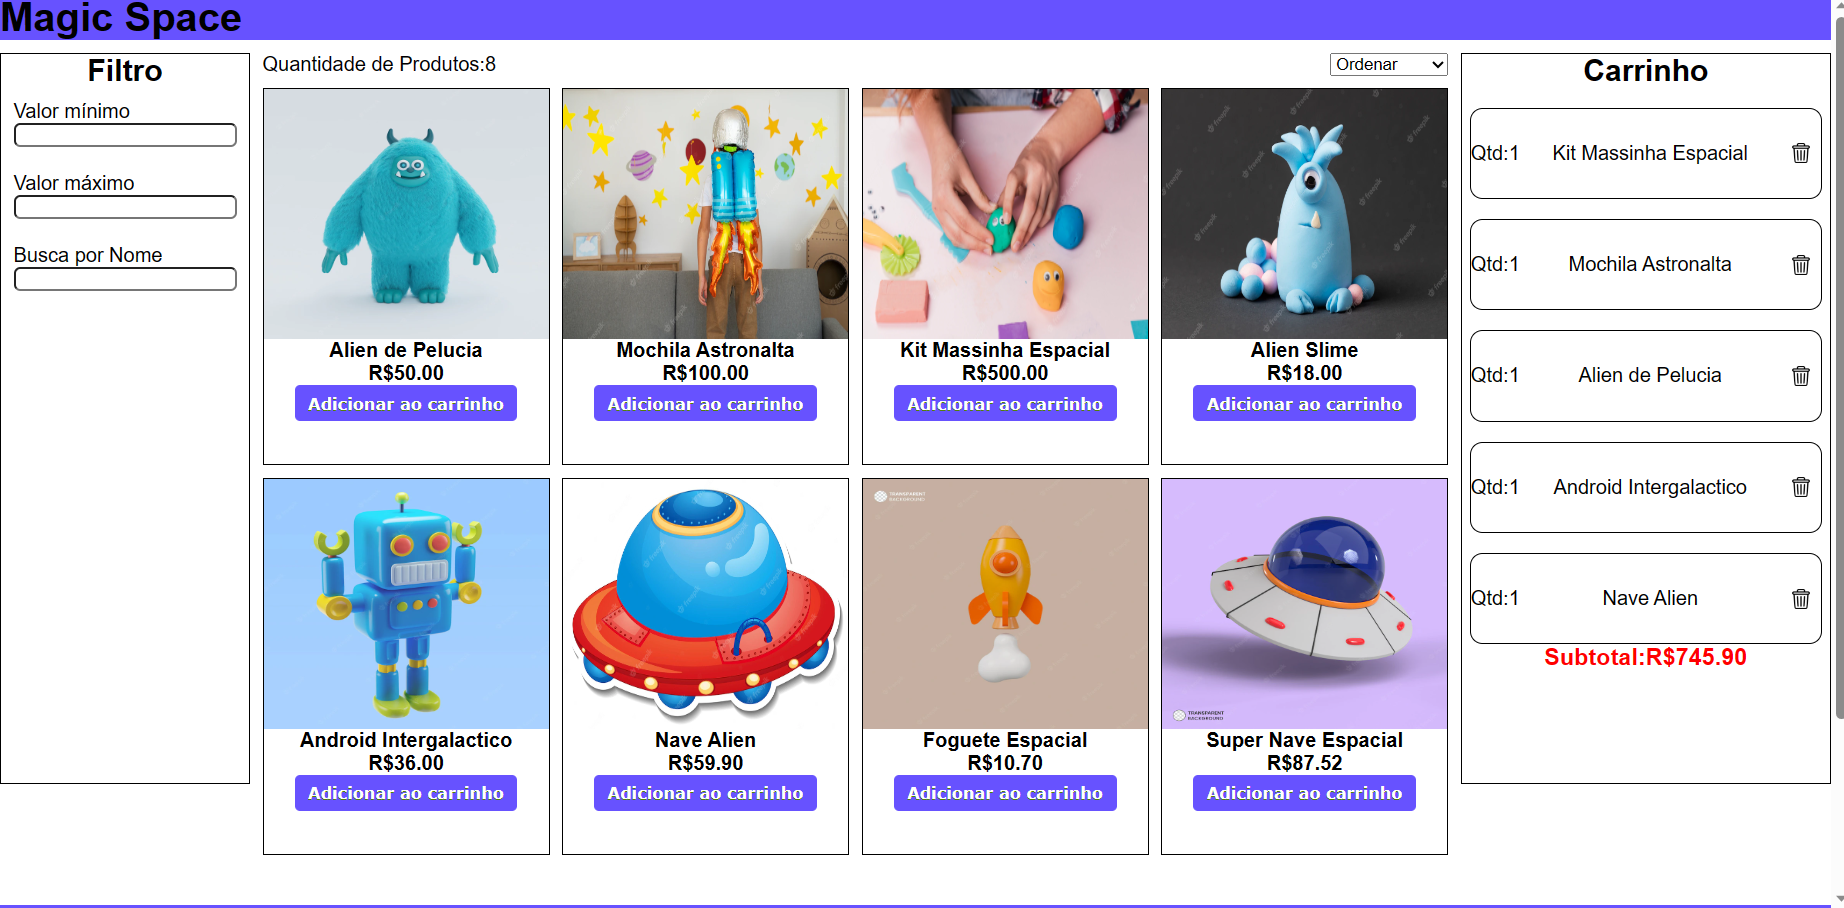 Magic Space
Filtro
Valor mínimo
Valor máximo
Busca por Nome
Quantidade de Produtos:8
Ordenar
Alien de Pelucia
R$50.00
Adicionar ao carrinho
Mochila Astronalta
R$100.00
Adicionar ao carrinho
Kit Massinha Espacial
R$500.00
Adicionar ao carrinho
Alien Slime
R$18.00
Adicionar ao carrinho
Android Intergalactico
R$36.00
Adicionar ao carrinho
Nave Alien
R$59.90
Adicionar ao carrinho
TRANSPARENT
BACKGROUND
Foguete Espacial
R$10.70
Adicionar ao carrinho
TRANSPARENT
BACKGROUND
Super Nave Espacial
R$87.52
Adicionar ao carrinho
Carrinho
Qtd:1 Kit Massinha Espacial
Qtd:1 Mochila Astronalta
Qtd:1 Alien de Pelucia
Qtd:1 Android Intergalactico
Qtd:1 Nave Alien
Subtotal:R$745.90